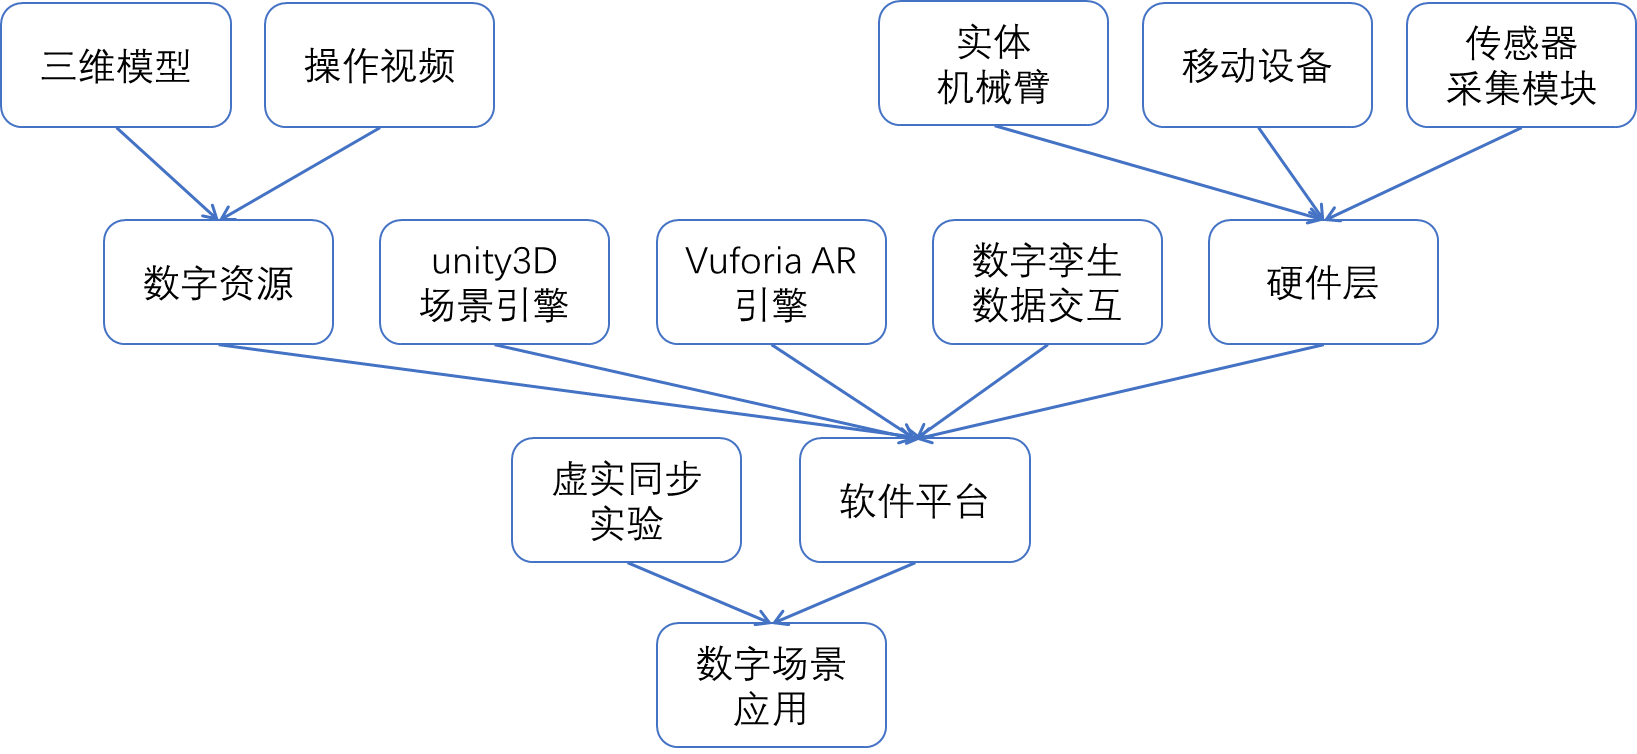 三维模型
操作视频
实体
机械臂
移动设备
传感器
采集模块
数字资源
unity3D
场景引擎
Vuforia AR
引擎
数字孪生
数据交互
硬件层
虚实同步
实验
软件平台
数字场景
应用